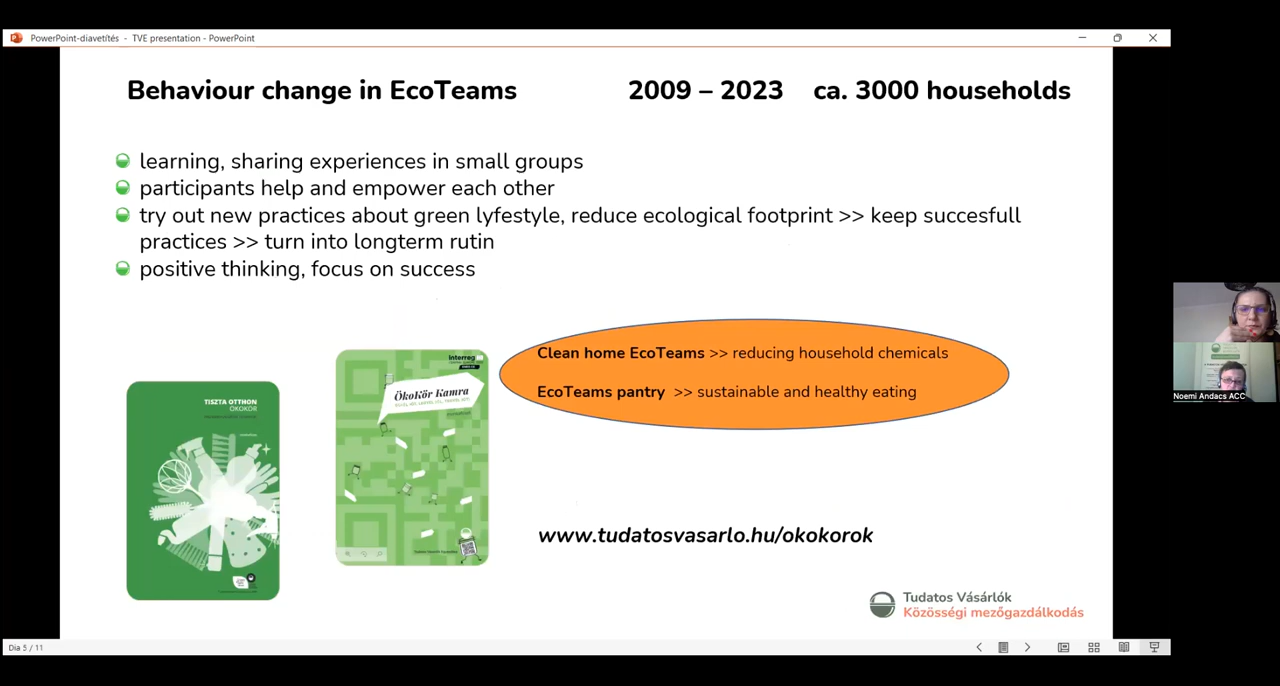 PowerPoint-diavetítés - TVE presentation - PowerPoint
Behaviour change in EcoTeams 2009 – 2023 ca. 3000 households
learning, sharing experiences in small groups
participants help and empower each other
try out new practices about green lyfestyle, reduce ecological footprint >> keep succesfull
practices >> turn into longterm rutin
positive thinking, focus on success
TISZTA OTTHON
ÖKOKÖR
Interreg
ÖkoKör Kamra
Clean home EcoTeams >> reducing household chemicals
EcoTeams pantry >> sustainable and healthy eating
www.tudatosvasarlo.hu/okokorok
Tudatos Vásárlók
Közösségi mezőgazdálkodás
Noemi Andacs ACC
Dia 5 / 11